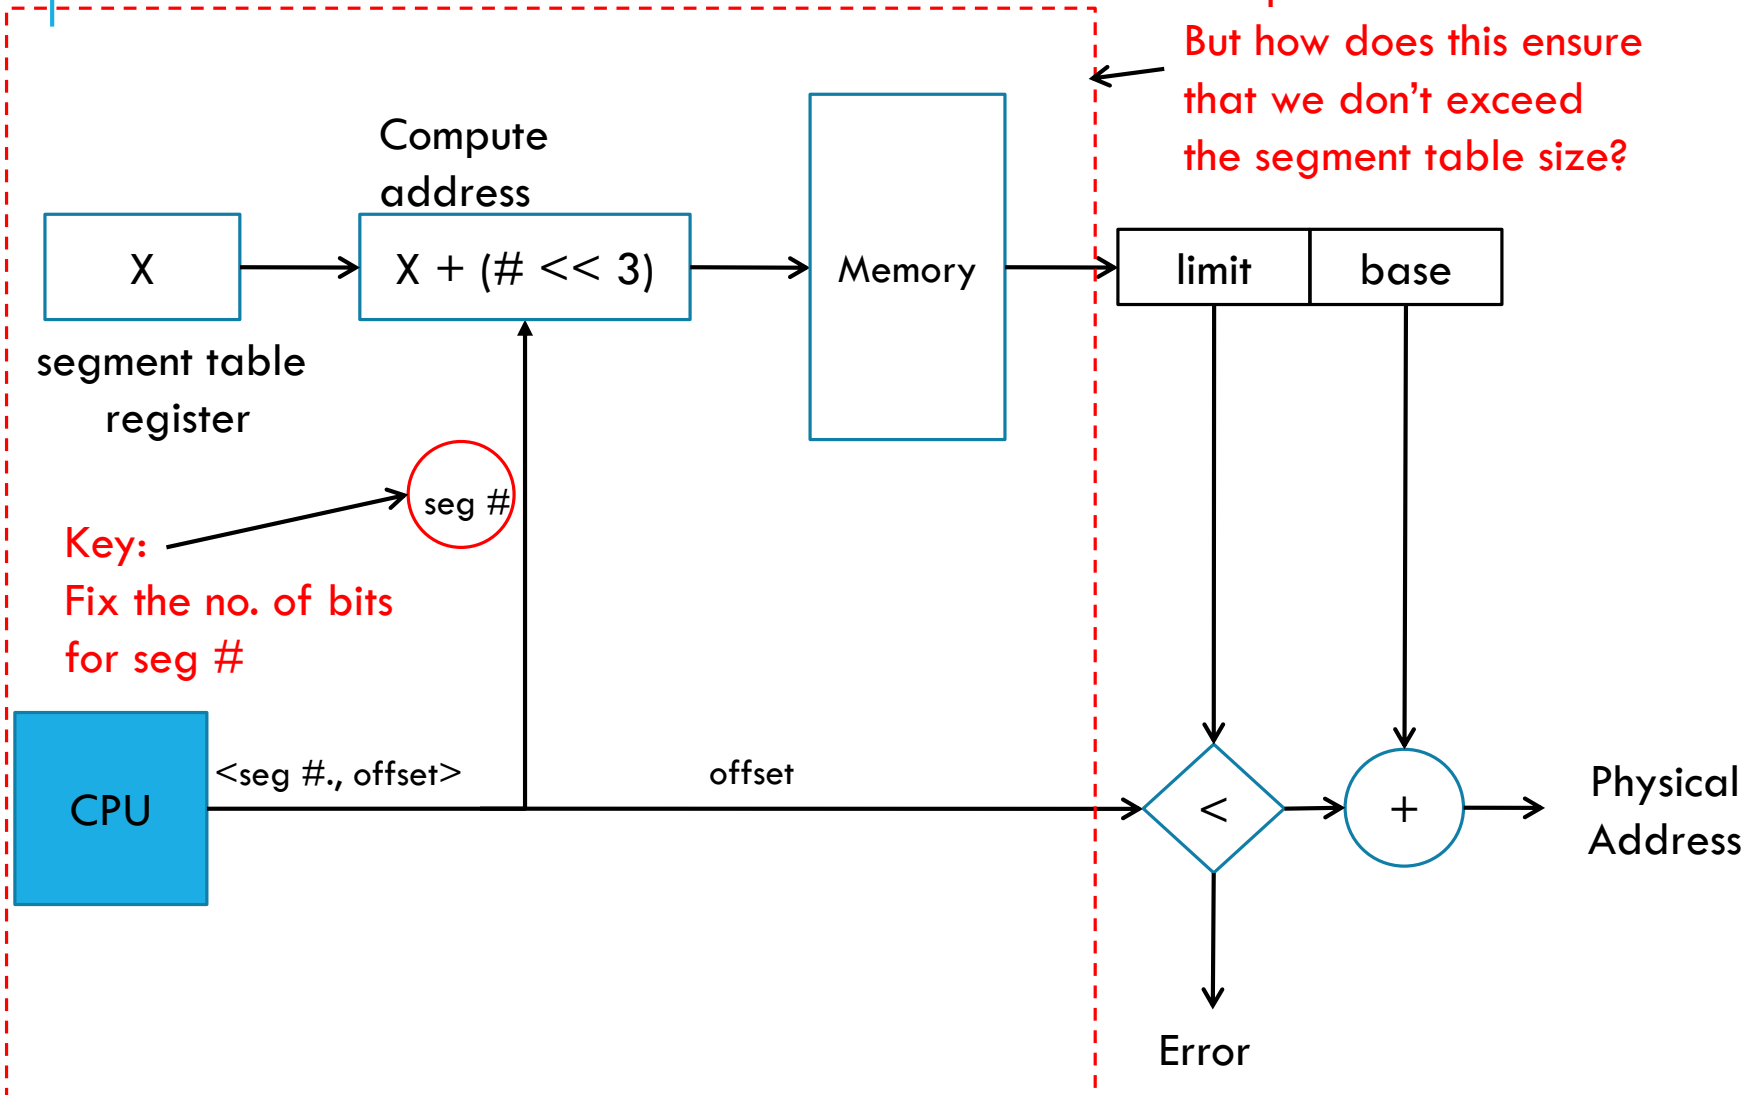 But how does this ensure
that we don’t exceed
the segment table size?
Compute
address
X
X + (# << 3)
Memory
limit
base
segment table
register
seg #
Key:
Fix the no. of bits
for seg #
CPU
<seg #., offset>
offset
<
+
Physical
Address
Error